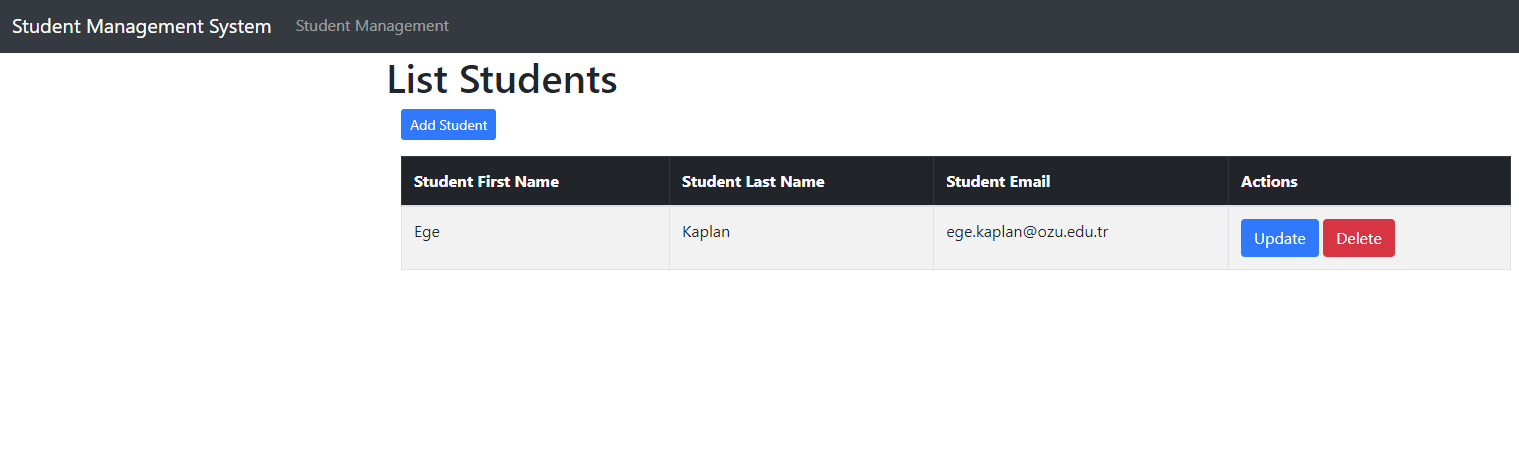 Student Management System Student Management
List Students
Add Student
Student First Name Student Last Name Student Email Actions
Ege Kaplan ege.kaplan@ozu.edu.tr Update Delete